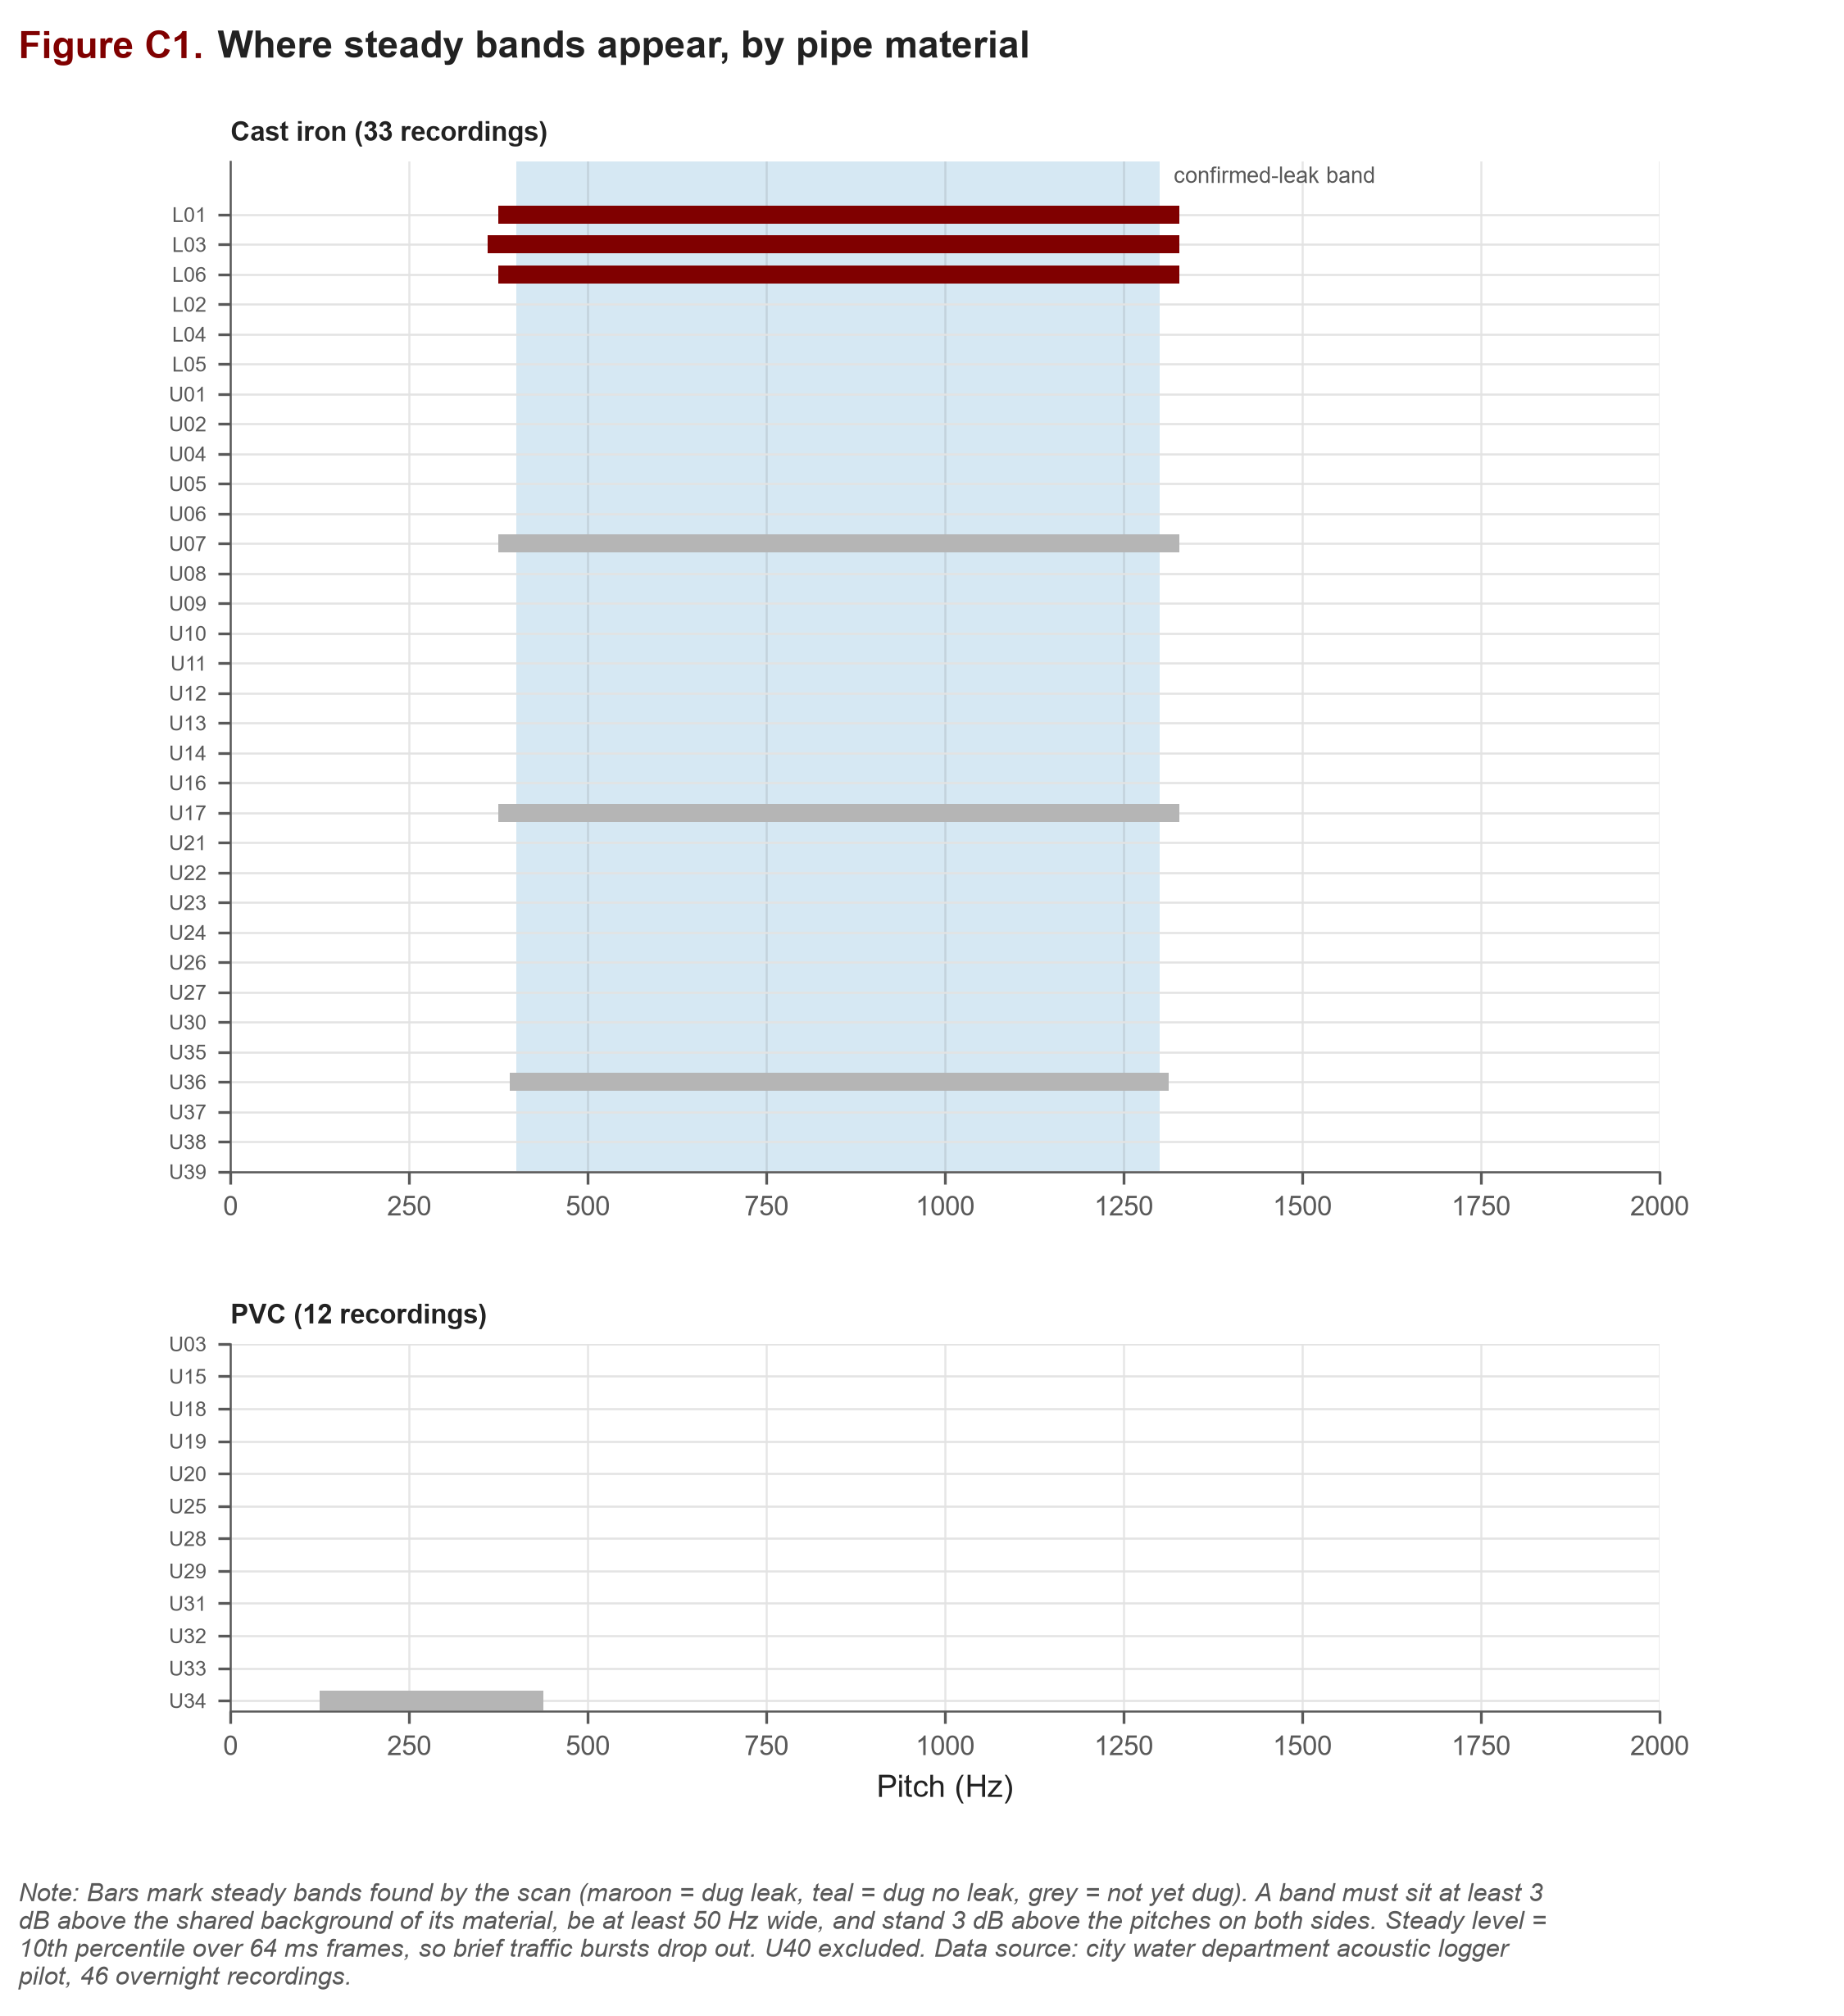 Figure C1. Where steady bands appear, by pipe material
Cast iron (33 recordings)
confirmed-leak band
L01
L03
L06
L02
L04
L05
U01
U02
U04
U05
U06
U07
U08
U09
U10
U11
U12
U13
U14
U16
U17
U21
U22
U23
U24
U26
U27
U30
U35
U36
U37
U38
U39
0 250 500 750 1000 1250 1500 1750 2000
PVC (12 recordings)
U03
U15
U18
U19
U20
U25
U28
U29
U31
U32
U33
U34
0 250 500 750 1000 1250 1500 1750 2000
Pitch (Hz)
Note: Bars mark steady bands found by the scan (maroon = dug leak, teal = dug no leak, grey = not yet dug). A band must sit at least 3
dB above the shared background of its material, be at least 50 Hz wide, and stand 3 dB above the pitches on both sides. Steady level =
10th percentile over 64 ms frames, so brief traffic bursts drop out. U40 excluded. Data source: city water department acoustic logger
pilot, 46 overnight recordings.